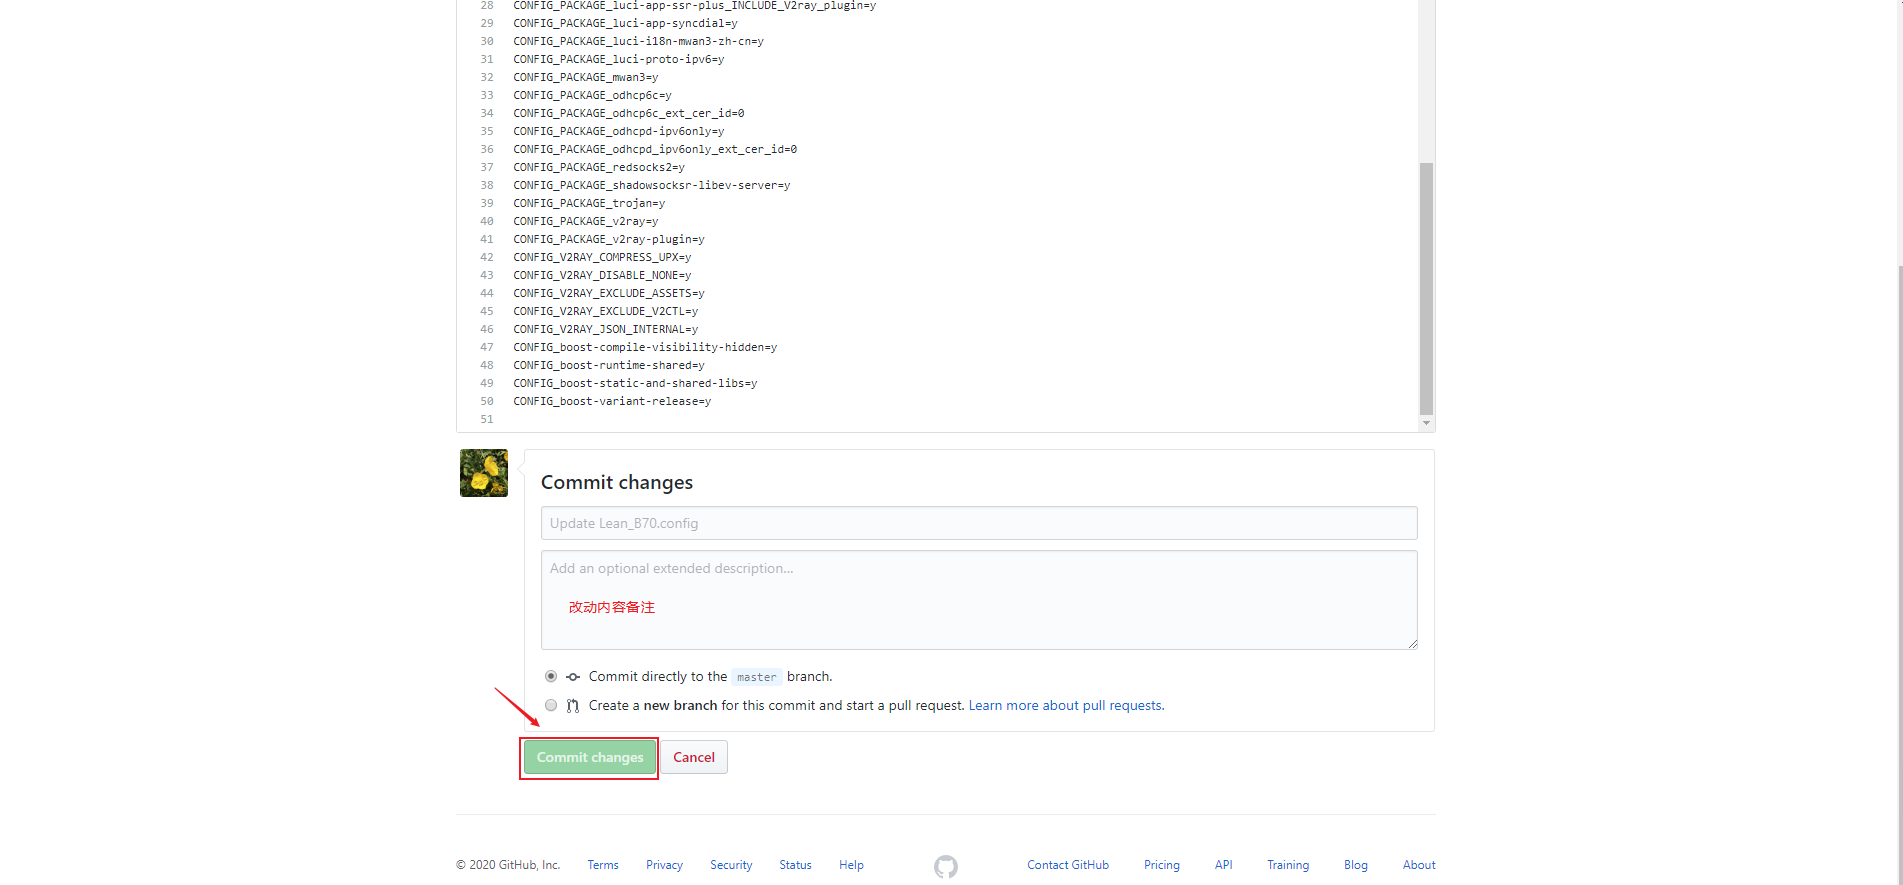 28 CONFIG_PACKAGE_luci-app-ssr-plus_INCLUDE_V2ray_plugin=y
29 CONFIG_PACKAGE_luci-app-syncdial=y
30 CONFIG_PACKAGE_luci-i18n-mwan3-zh-cn=y
31 CONFIG_PACKAGE_luci-proto-ipv6=y
32 CONFIG_PACKAGE_mwan3=y
33 CONFIG_PACKAGE_odhcp6c=y
34 CONFIG_PACKAGE_odhcp6c_ext_cer_id=0
35 CONFIG_PACKAGE_odhcpd-ipv6only=y
36 CONFIG_PACKAGE_odhcpd_ipv6only_ext_cer_id=0
37 CONFIG_PACKAGE_redsocks2=y
38 CONFIG_PACKAGE_shadowsocksr-libev-server=y
39 CONFIG_PACKAGE_trojan=y
40 CONFIG_PACKAGE_v2ray=y
41 CONFIG_PACKAGE_v2ray-plugin=y
42 CONFIG_V2RAY_COMPRESS_UPX=y
43 CONFIG_V2RAY_DISABLE_NONE=y
44 CONFIG_V2RAY_EXCLUDE_ASSETS=y
45 CONFIG_V2RAY_EXCLUDE_V2CTL=y
46 CONFIG_V2RAY_JSON_INTERNAL=y
47 CONFIG_boost-compile-visibility-hidden=y
48 CONFIG_boost-runtime-shared=y
49 CONFIG_boost-static-and-shared-libs=y
50 CONFIG_boost-variant-release=y
51
Commit changes
Update Lean_B70.config
Add an optional extended description...
改动内容备注
Commit directly to the master branch.
Create a new branch for this commit and start a pull request. Learn more about pull requests.
Commit changes Cancel
© 2020 GitHub, Inc. Terms Privacy Security Status Help Contact GitHub Pricing API Training Blog About